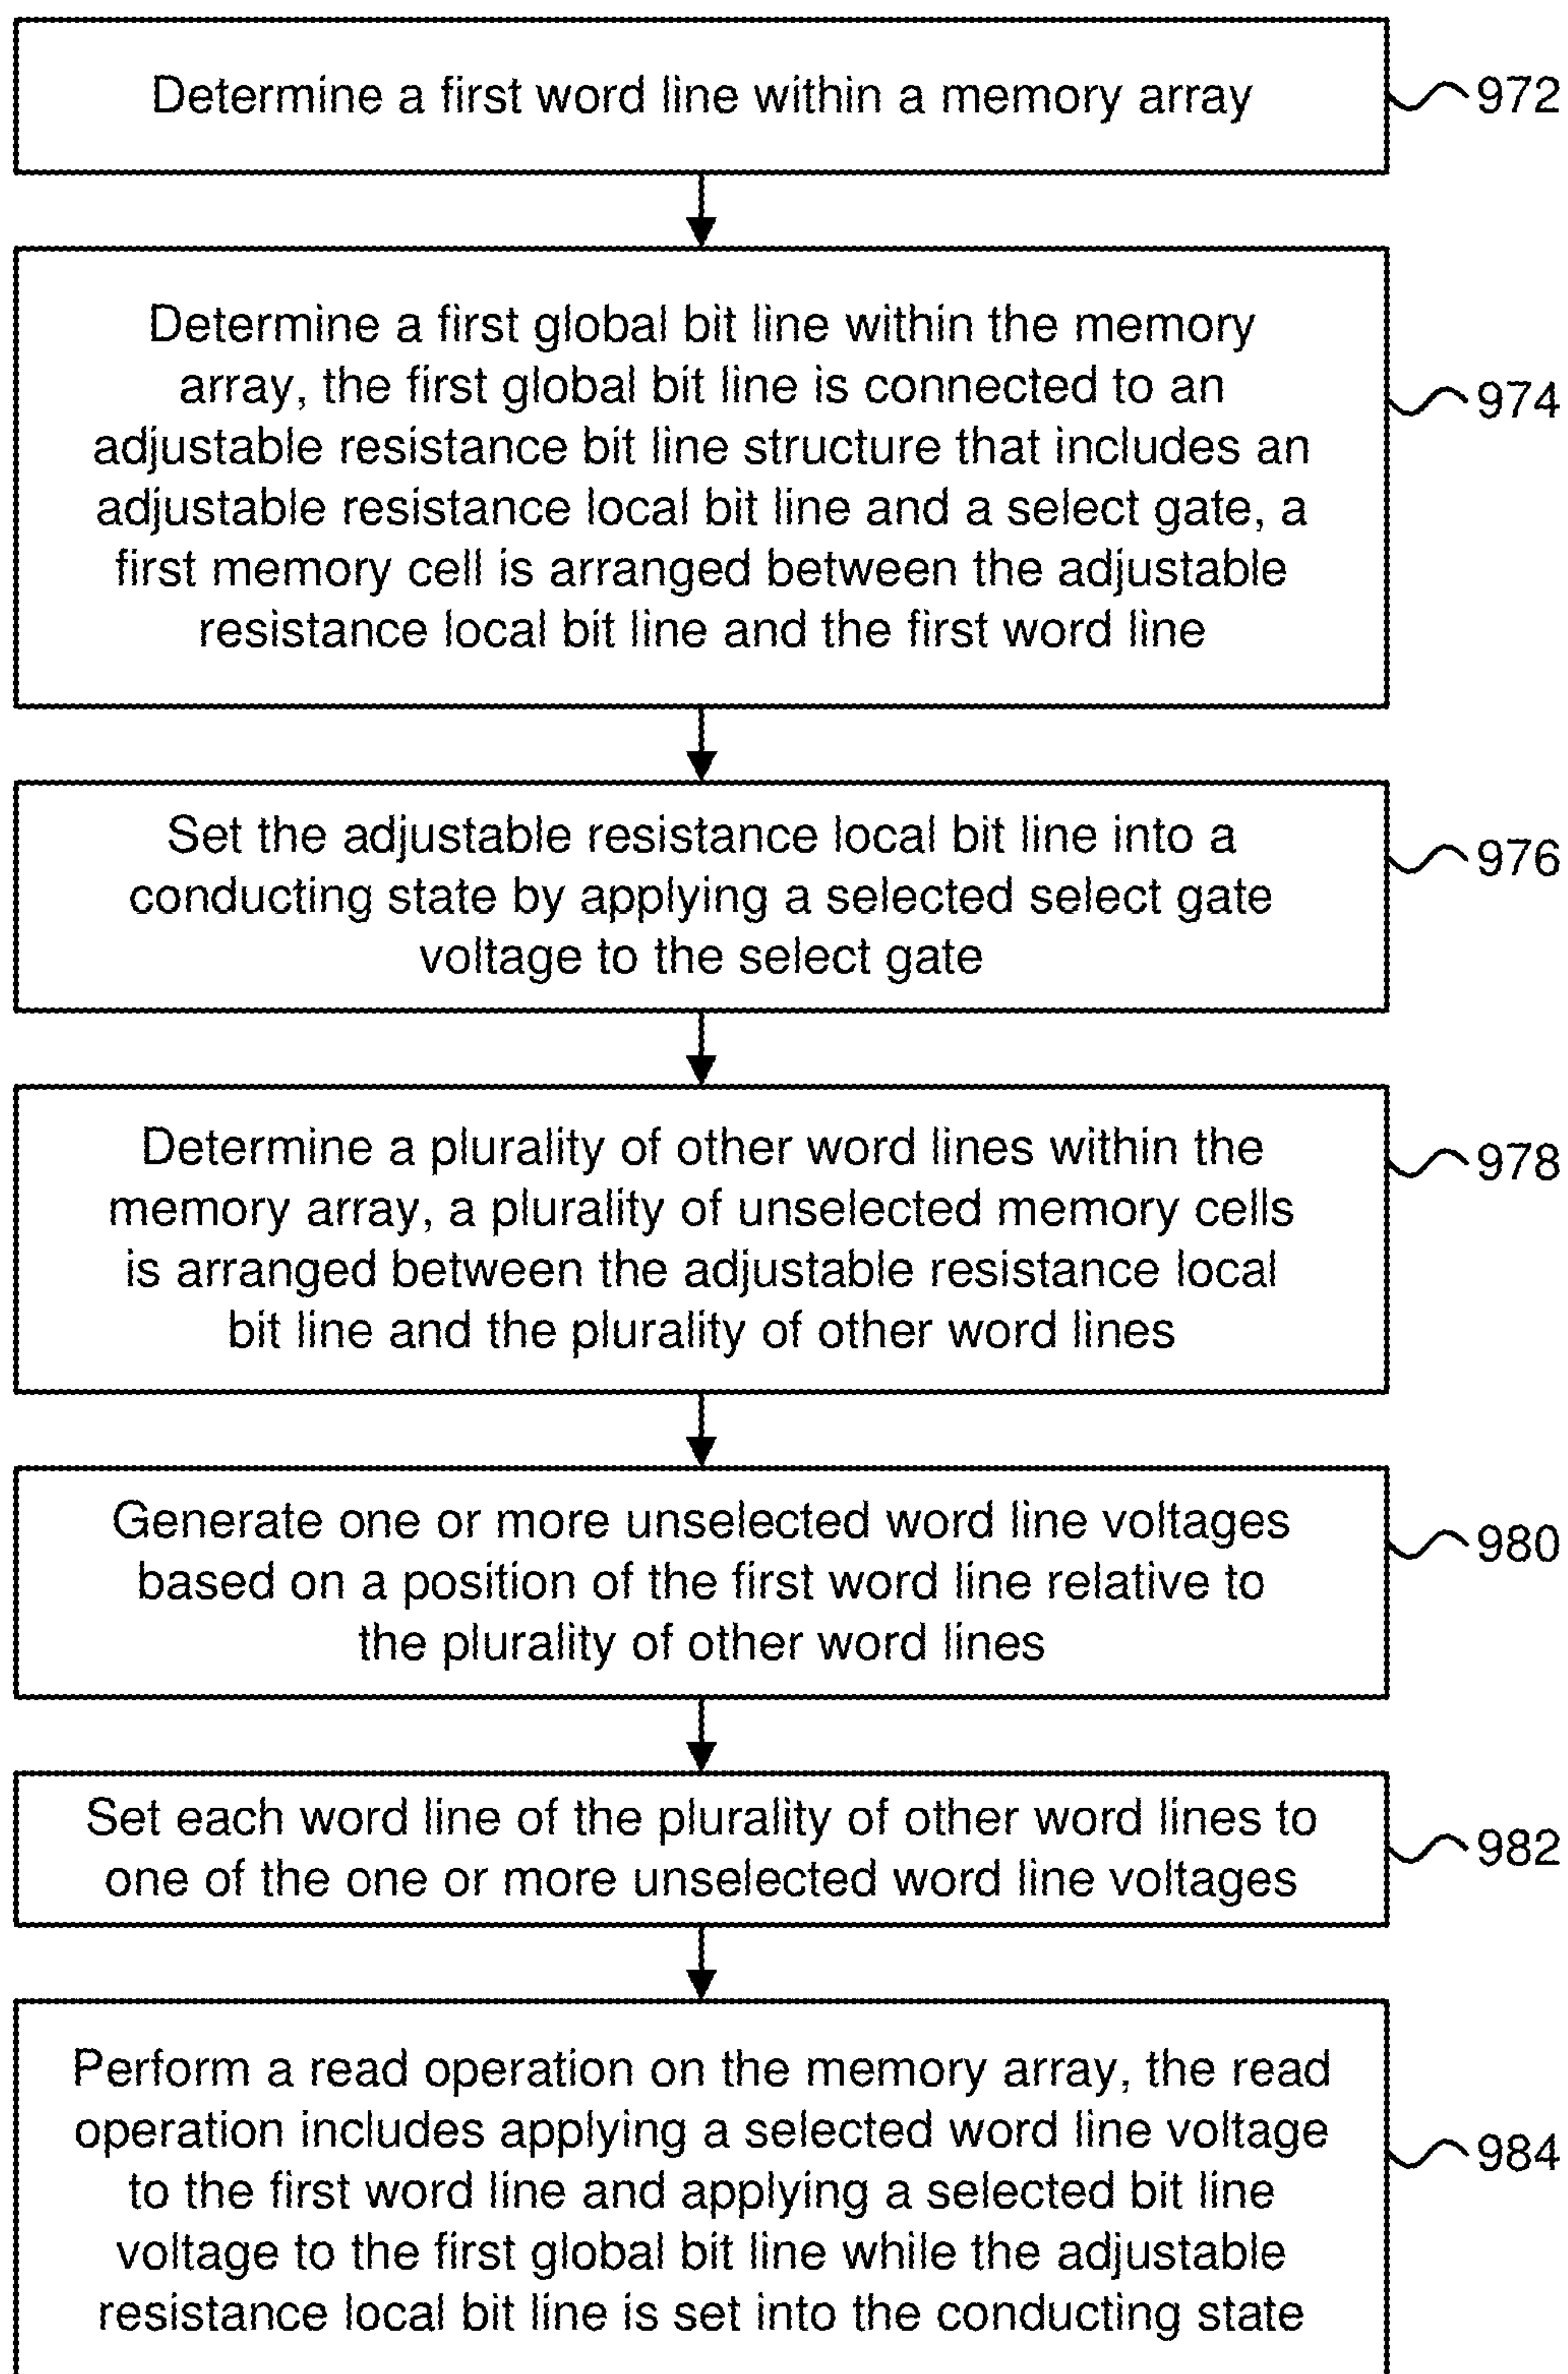 Determine a first word line within a memory array
972
Determine a first global bit line within the memory
array, the first global bit line is connected to an
adjustable resistance bit line structure that includes an
adjustable resistance local bit line and a select gate, a
first memory cell is arranged between the adjustable
resistance local bit line and the first word line
974
Set the adjustable resistance local bit line into a
conducting state by applying a selected select gate
voltage to the select gate
976
Determine a plurality of other word lines within the
memory array, a plurality of unselected memory cells
is arranged between the adjustable resistance local
bit line and the plurality of other word lines
978
Generate one or more unselected word line voltages
based on a position of the first word line relative to
the plurality of other word lines
980
Set each word line of the plurality of other word lines to
one of the one or more unselected word line voltages
982
Perform a read operation on the memory array, the read
operation includes applying a selected word line voltage
to the first word line and applying a selected bit line
voltage to the first global bit line while the adjustable
resistance local bit line is set into the conducting state
984